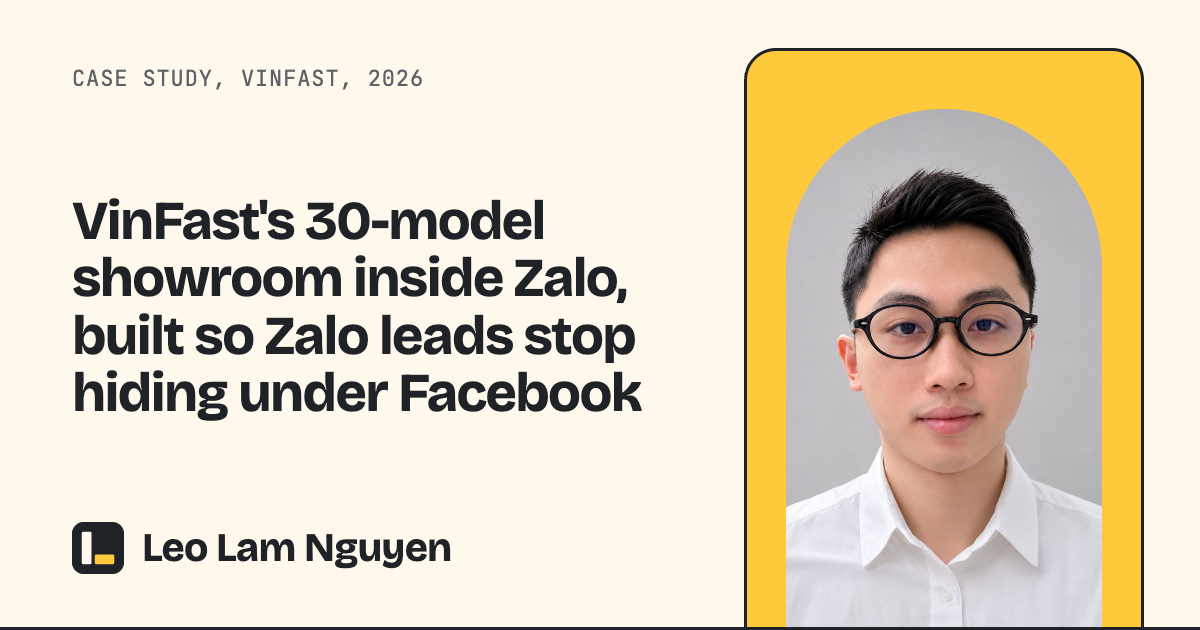 CASE STUDY, VINFAST, 2026
VinFast's 30-model
showroom inside Zalo,
built so Zalo leads stop
hiding under Facebook
Leo Lam Nguyen